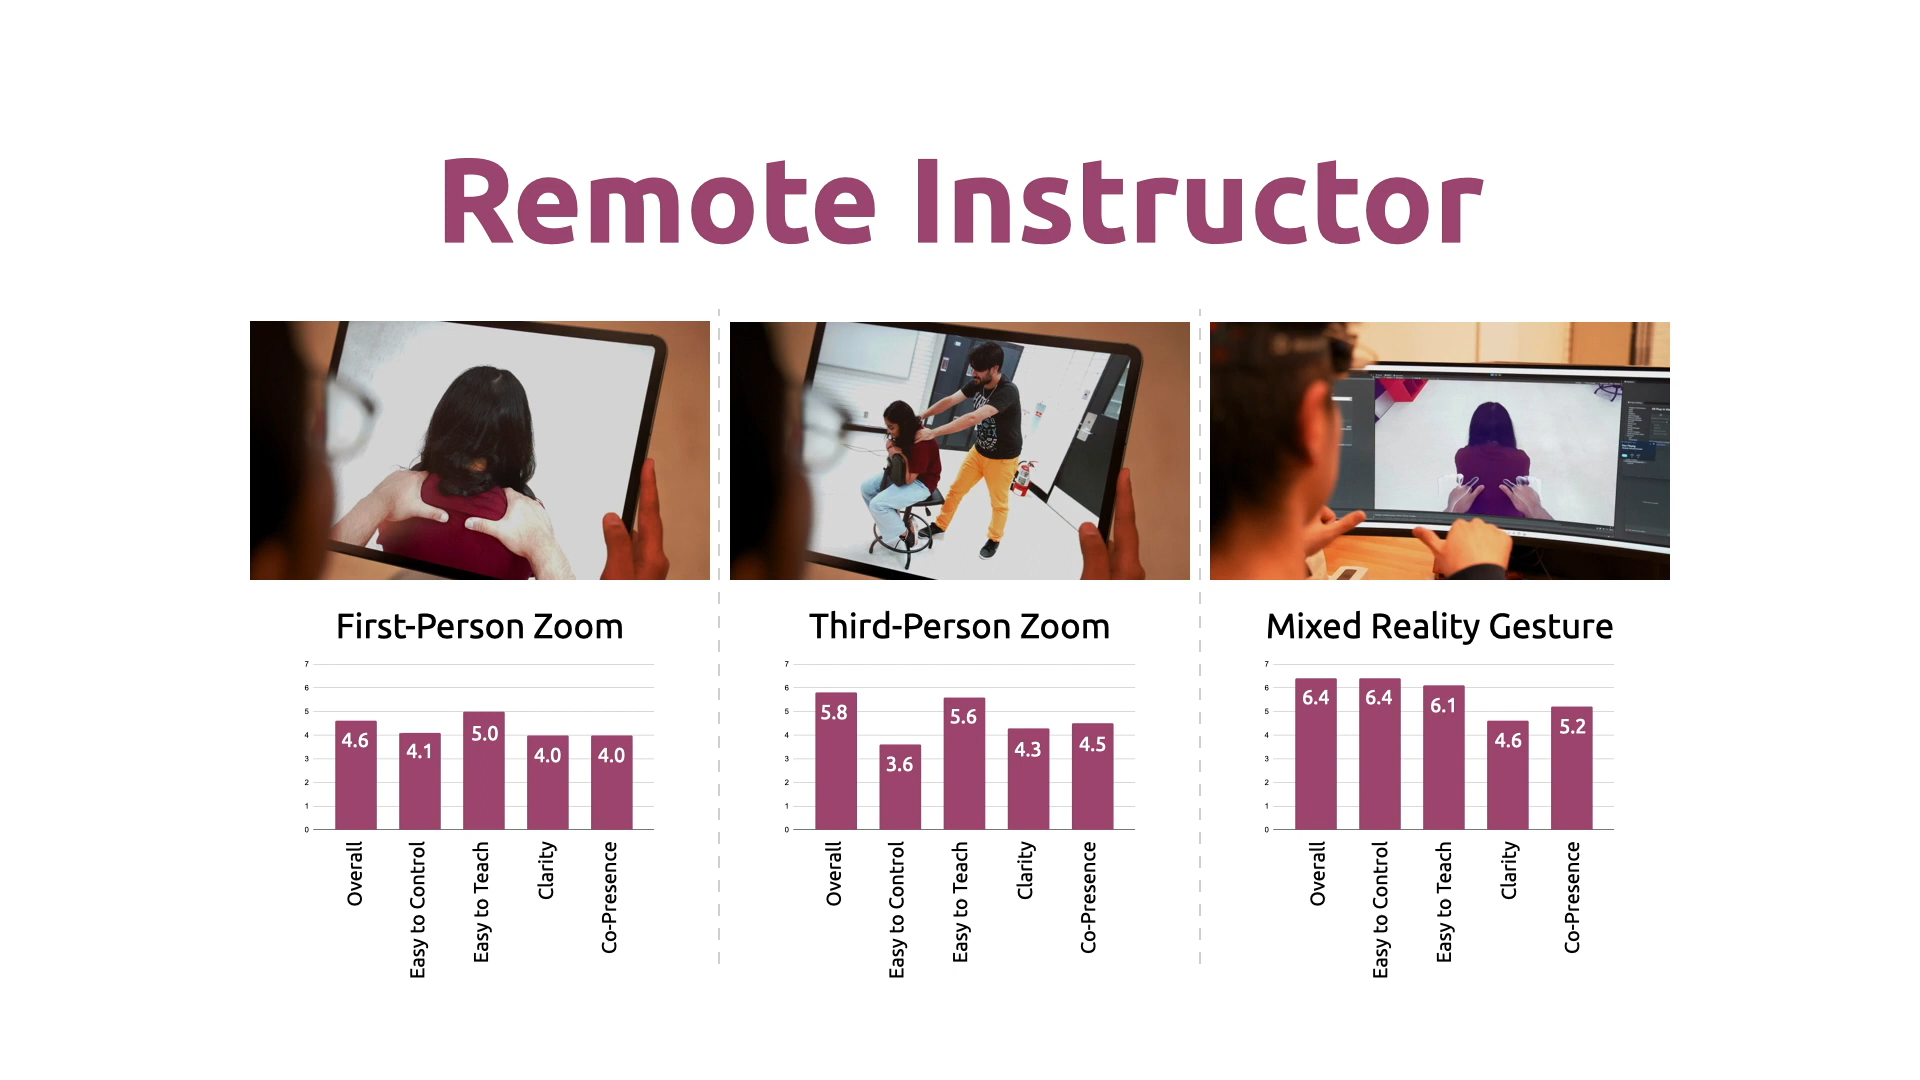 Remote Instructor
First-Person Zoom
7
6
5
4
3
2
1
0
4.6
4.1
5.0
4.0
4.0
Overall
Easy to Control
Easy to Teach
Clarity
Co-Presence
Third-Person Zoom
7
6
5
4
3
2
1
0
5.8
3.6
5.6
4.3
4.5
Overall
Easy to Control
Easy to Teach
Clarity
Co-Presence
Mixed Reality Gesture
7
6
5
4
3
2
1
0
6.4
6.4
6.1
4.6
5.2
Overall
Easy to Control
Easy to Teach
Clarity
Co-Presence